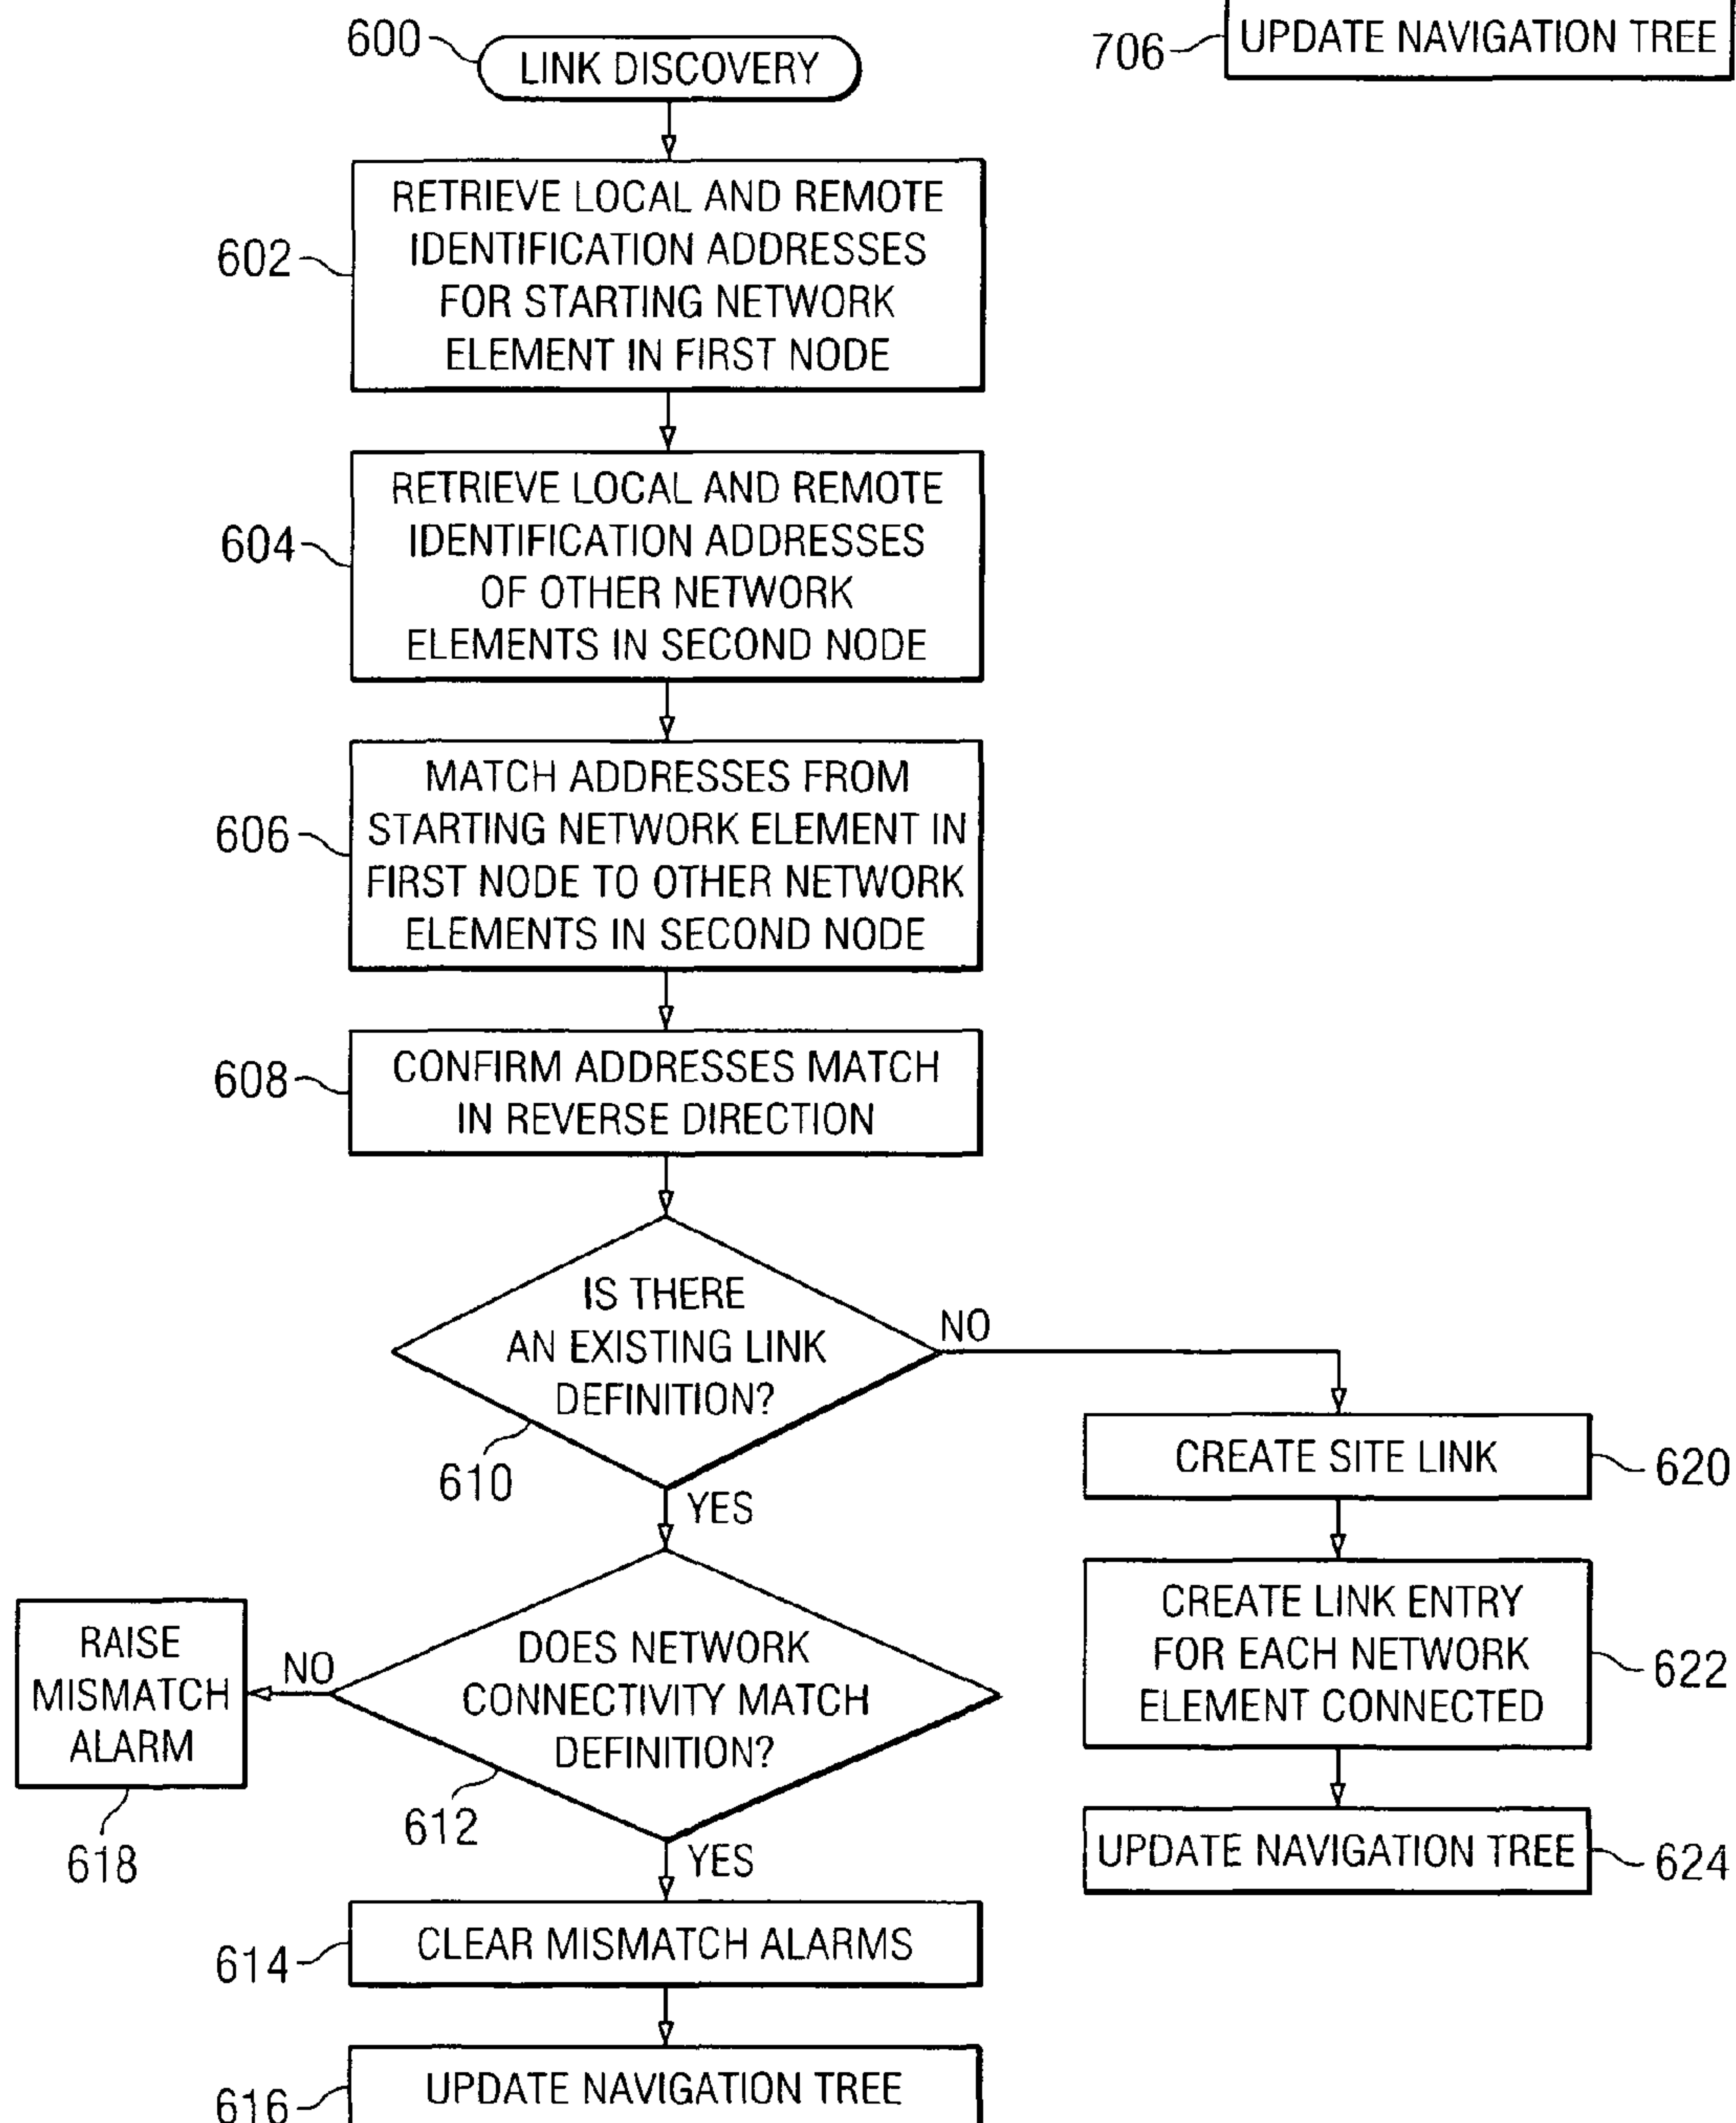 600
LINK DISCOVERY
706
UPDATE NAVIGATION TREE
602
RETRIEVE LOCAL AND REMOTE
IDENTIFICATION ADDRESSES
FOR STARTING NETWORK
ELEMENT IN FIRST NODE
604
RETRIEVE LOCAL AND REMOTE
IDENTIFICATION ADDRESSES
OF OTHER NETWORK
ELEMENTS IN SECOND NODE
606
MATCH ADDRESSES FROM
STARTING NETWORK ELEMENT IN
FIRST NODE TO OTHER NETWORK
ELEMENTS IN SECOND NODE
608
CONFIRM ADDRESSES MATCH
IN REVERSE DIRECTION
IS THERE
AN EXISTING LINK
DEFINITION?
610
NO
YES
CREATE SITE LINK
620
CREATE LINK ENTRY
FOR EACH NETWORK
ELEMENT CONNECTED
622
UPDATE NAVIGATION TREE
624
DOES NETWORK
CONNECTIVITY MATCH
DEFINITION?
612
NO
RAISE
MISMATCH
ALARM
618
YES
614
CLEAR MISMATCH ALARMS
616
UPDATE NAVIGATION TREE